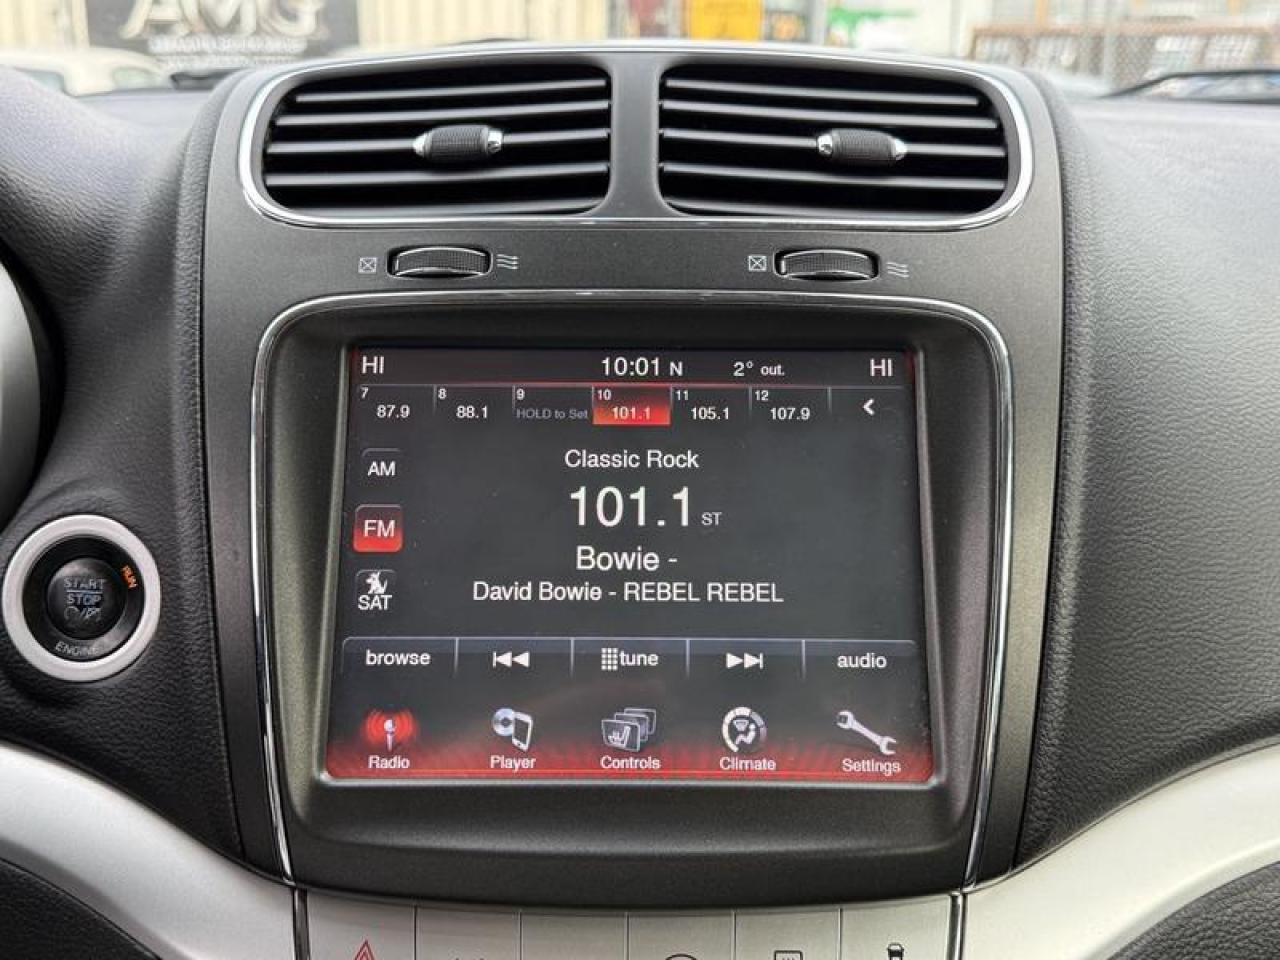 AMG
HI 10:01 N 2° out. HI
7 8 9 10 11 12
87.9 88.1 HOLD to Set 101.1 105.1 107.9
Classic Rock
AM
101.1 ST
FM
Bowie -
David Bowie - REBEL REBEL
SAT
START
STOP
ENGINE
RUN
browse tune audio
Radio Player Controls Climate Settings